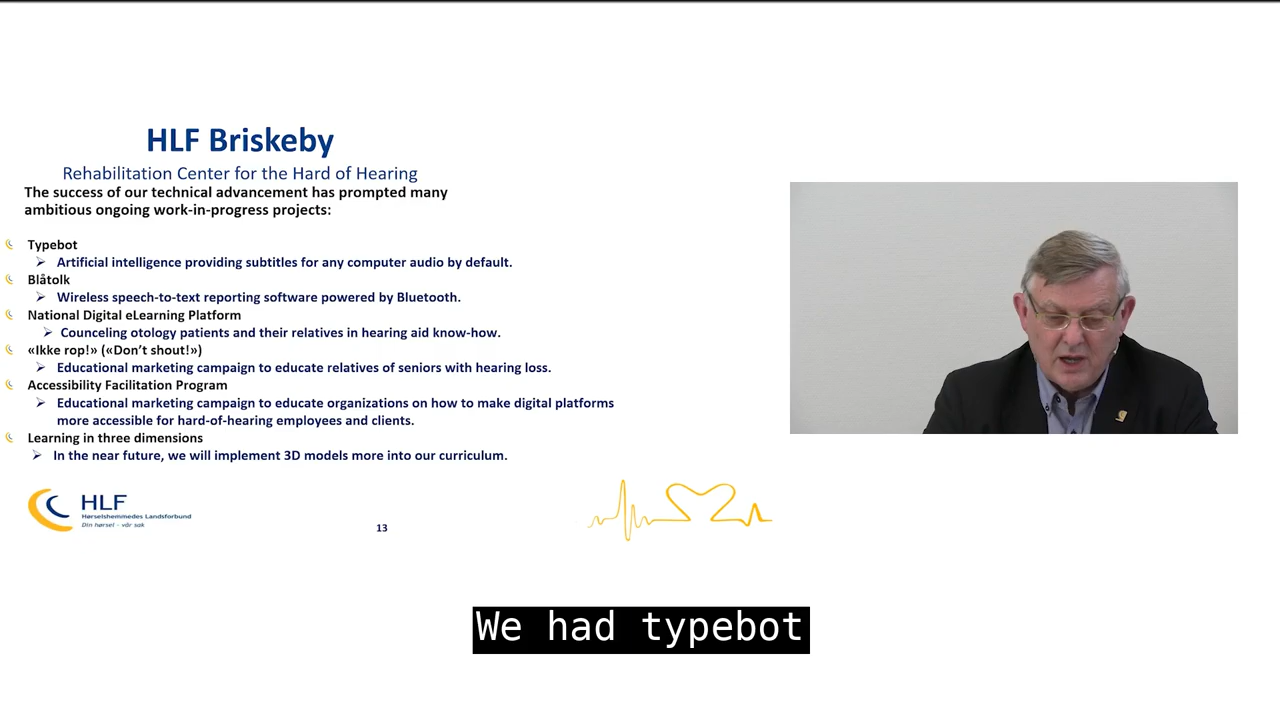 HLF Briskeby
Rehabilitation Center for the Hard of Hearing
The success of our technical advancement has prompted many
ambitious ongoing work-in-progress projects:
Typebot
Artificial intelligence providing subtitles for any computer audio by default.
Blåtolk
Wireless speech-to-text reporting software powered by Bluetooth.
National Digital eLearning Platform
Counceling otology patients and their relatives in hearing aid know-how.
«Ikke rop!» («Don't shout!»)
Educational marketing campaign to educate relatives of seniors with hearing loss.
Accessibility Facilitation Program
Educational marketing campaign to educate organizations on how to make digital platforms
more accessible for hard-of-hearing employees and clients.
Learning in three dimensions
In the near future, we will implement 3D models more into our curriculum.
HLF
Hørselshemmedes Landsforbund
Din hørsel – vår sak
13
We had typebot